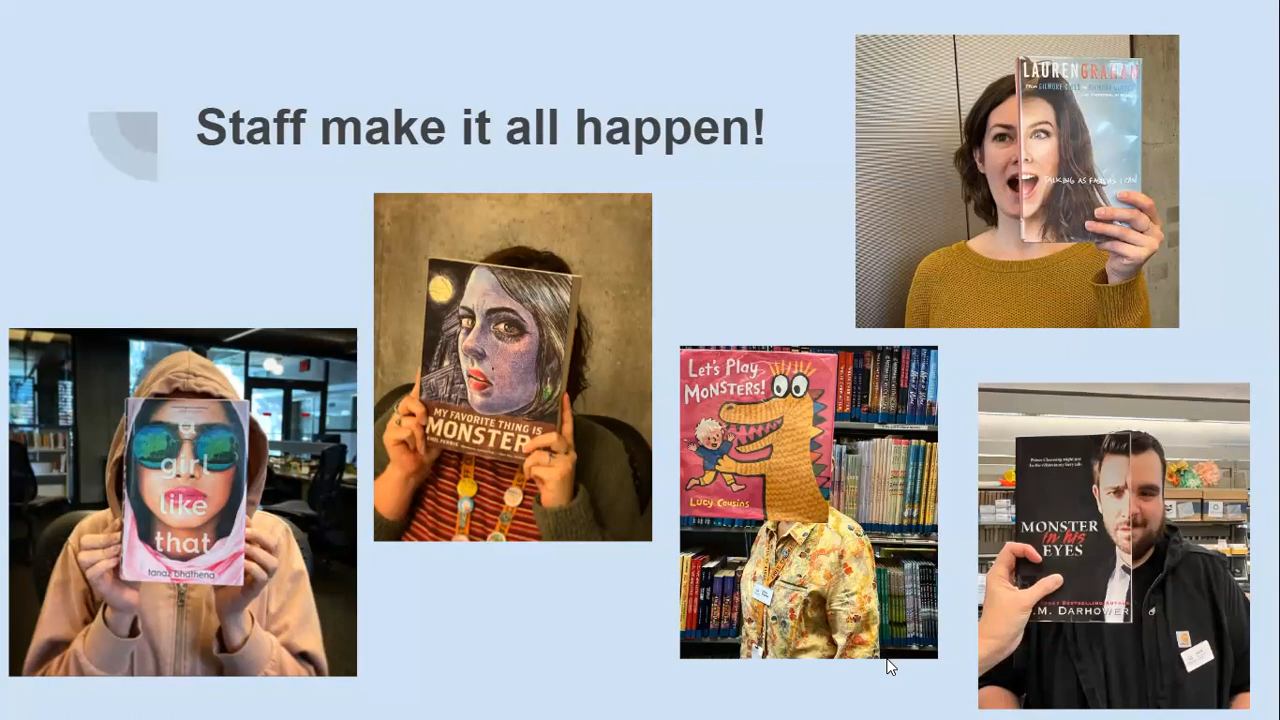 Staff make it all happen!
LAUREN GRAHAM
TALKING AS FAST AS I CAN
MY FAVORITE THING IS
MONSTERS
a
girl
like
that
tanaz bhathena
Let's Play
MONSTERS!
Lucy Cousins
MONSTER
in his
EYES
J.M. DARHOWER